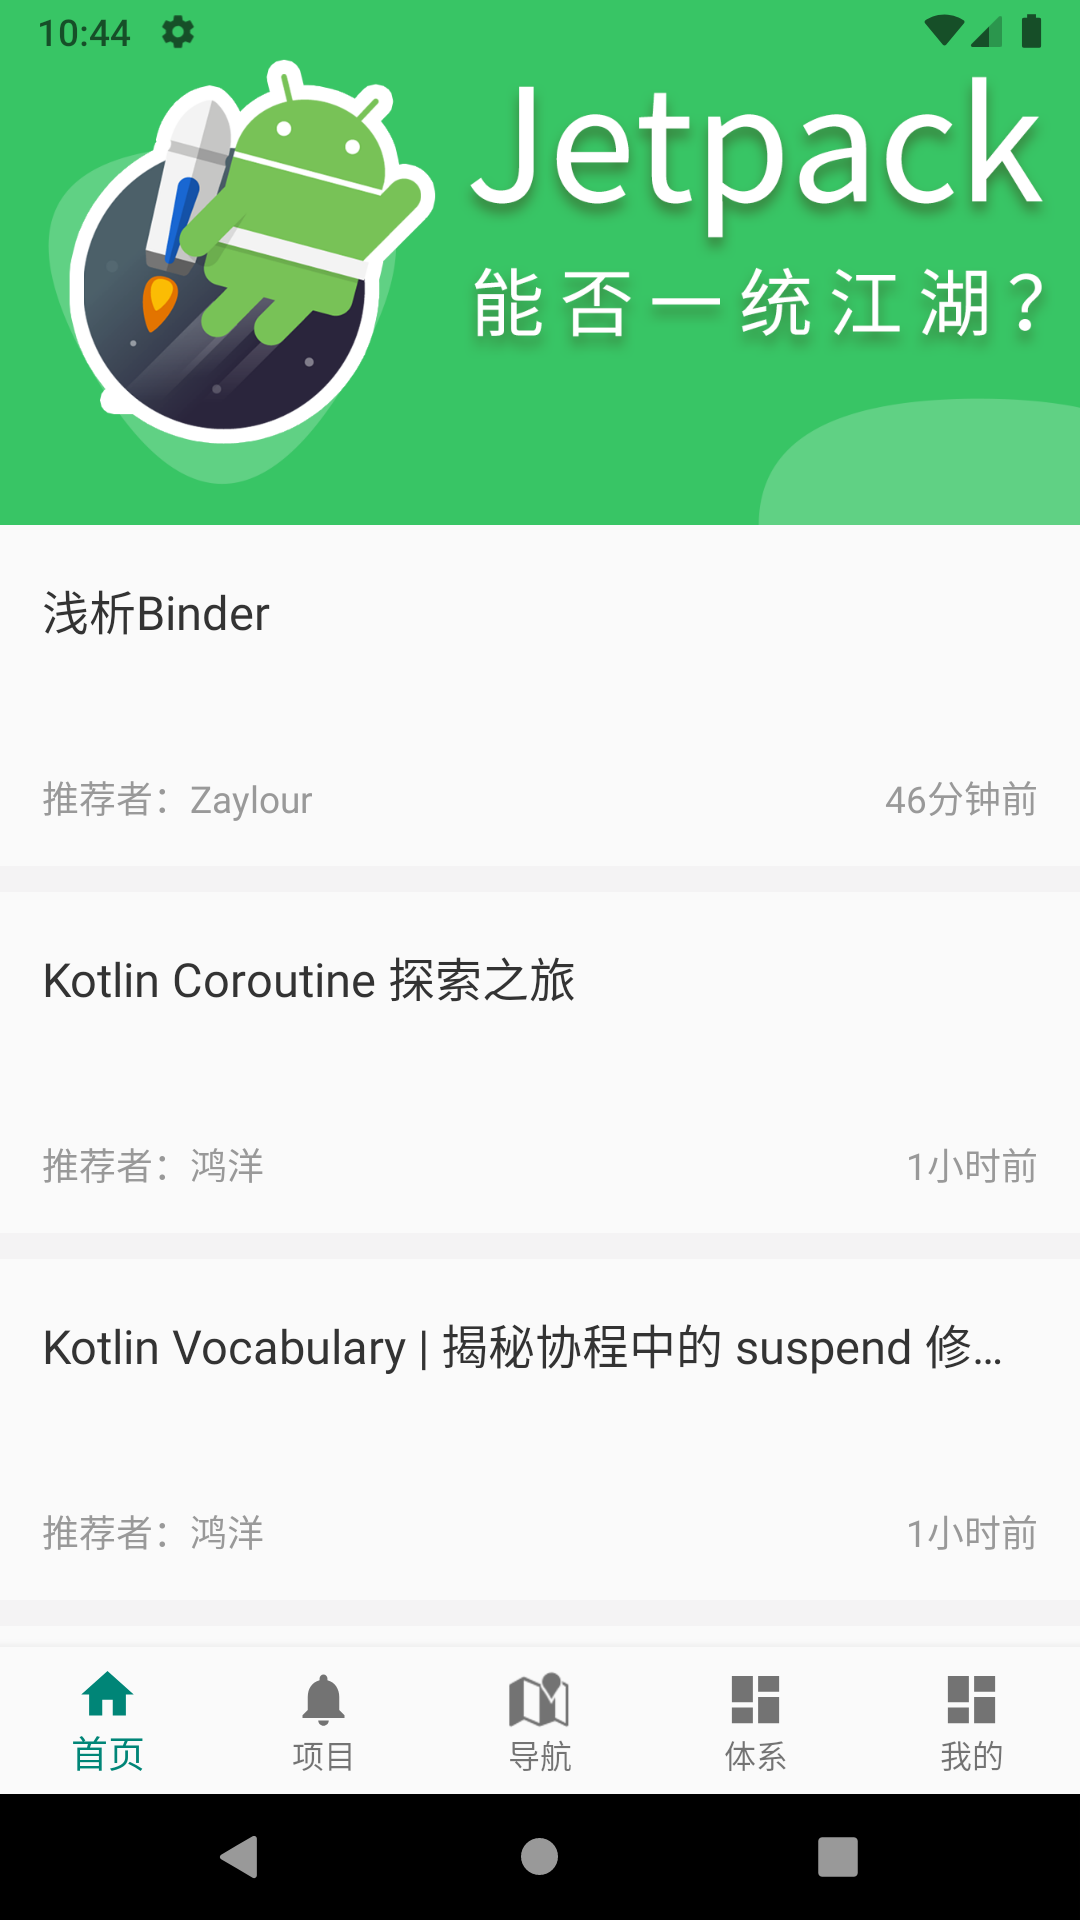 10:44
Jetpack
能否一统江湖？
浅析Binder
推荐者：Zaylour 46分钟前
Kotlin Coroutine 探索之旅
推荐者：鸿洋 1小时前
Kotlin Vocabulary | 揭秘协程中的 suspend 修...
推荐者：鸿洋 1小时前
首页 项目 导航 体系 我的